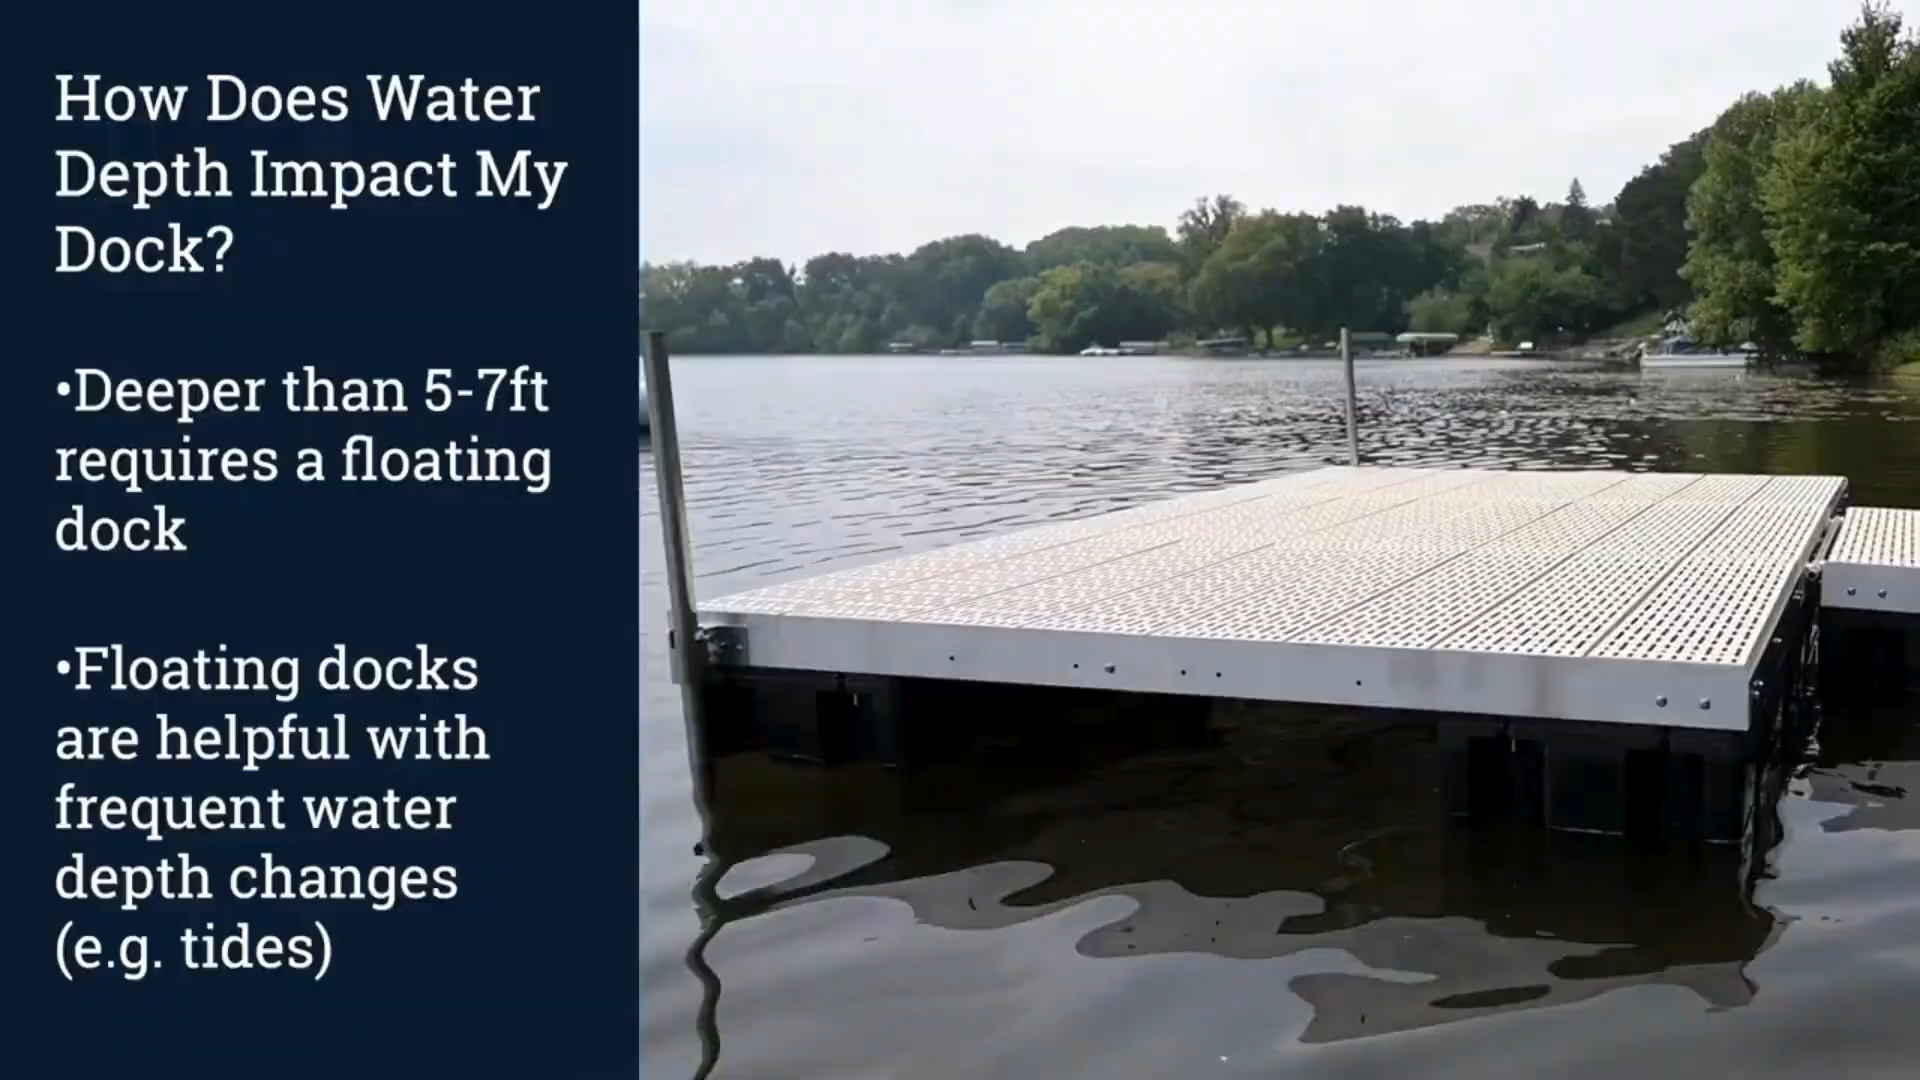 How Does Water
Depth Impact My
Dock?
•Deeper than 5-7ft
requires a floating
dock
•Floating docks
are helpful with
frequent water
depth changes
(e.g. tides)